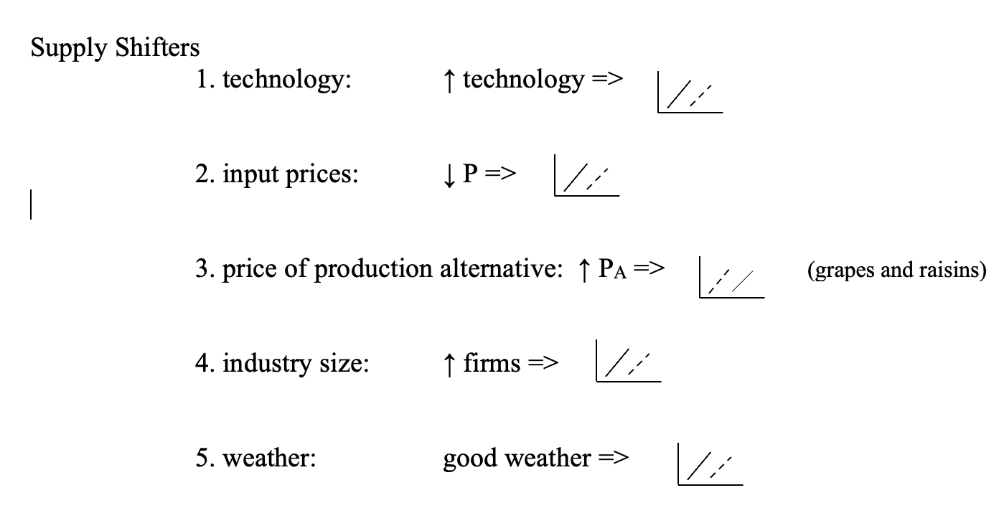 Supply Shifters
1. technology: ↑ technology =>
2. input prices: ↓ P =>
3. price of production alternative: ↑ PA => (grapes and raisins)
4. industry size: ↑ firms =>
5. weather: good weather =>